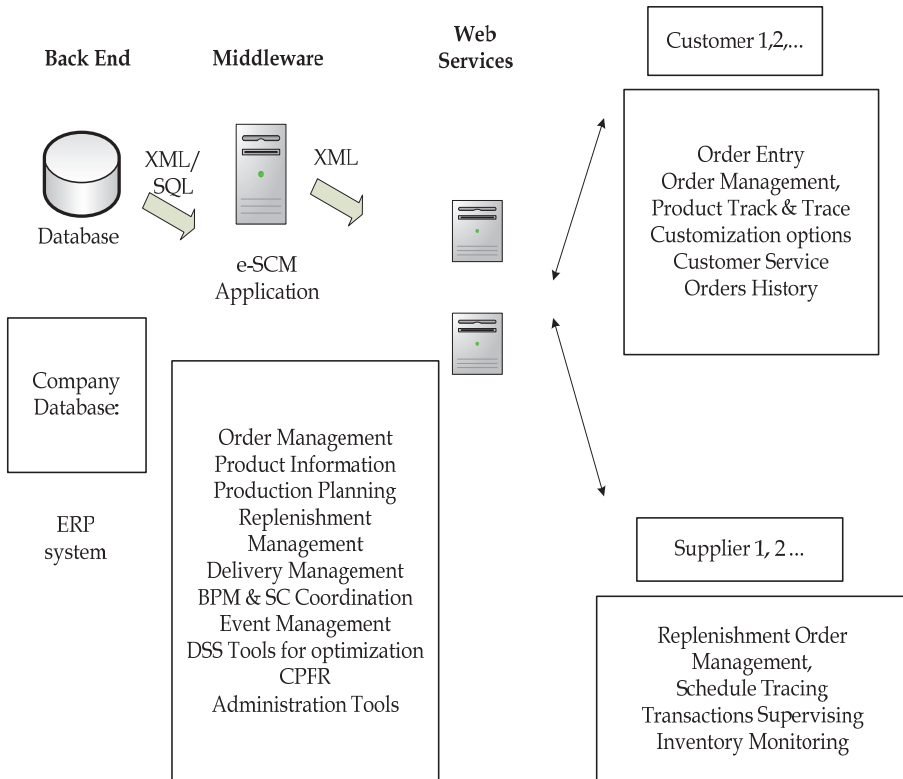 Back End
Middleware
Web
Services
Customer 1,2,...
XML/
SQL
XML
Database
e-SCM
Application
Order Entry
Order Management,
Product Track & Trace
Customization options
Customer Service
Orders History
Company
Database:
ERP
system
Order Management
Product Information
Production Planning
Replenishment
Management
Delivery Management
BPM & SC Coordination
Event Management
DSS Tools for optimization
CPFR
Administration Tools
Supplier 1, 2 ...
Replenishment Order
Management,
Schedule Tracing
Transactions Supervising
Inventory Monitoring